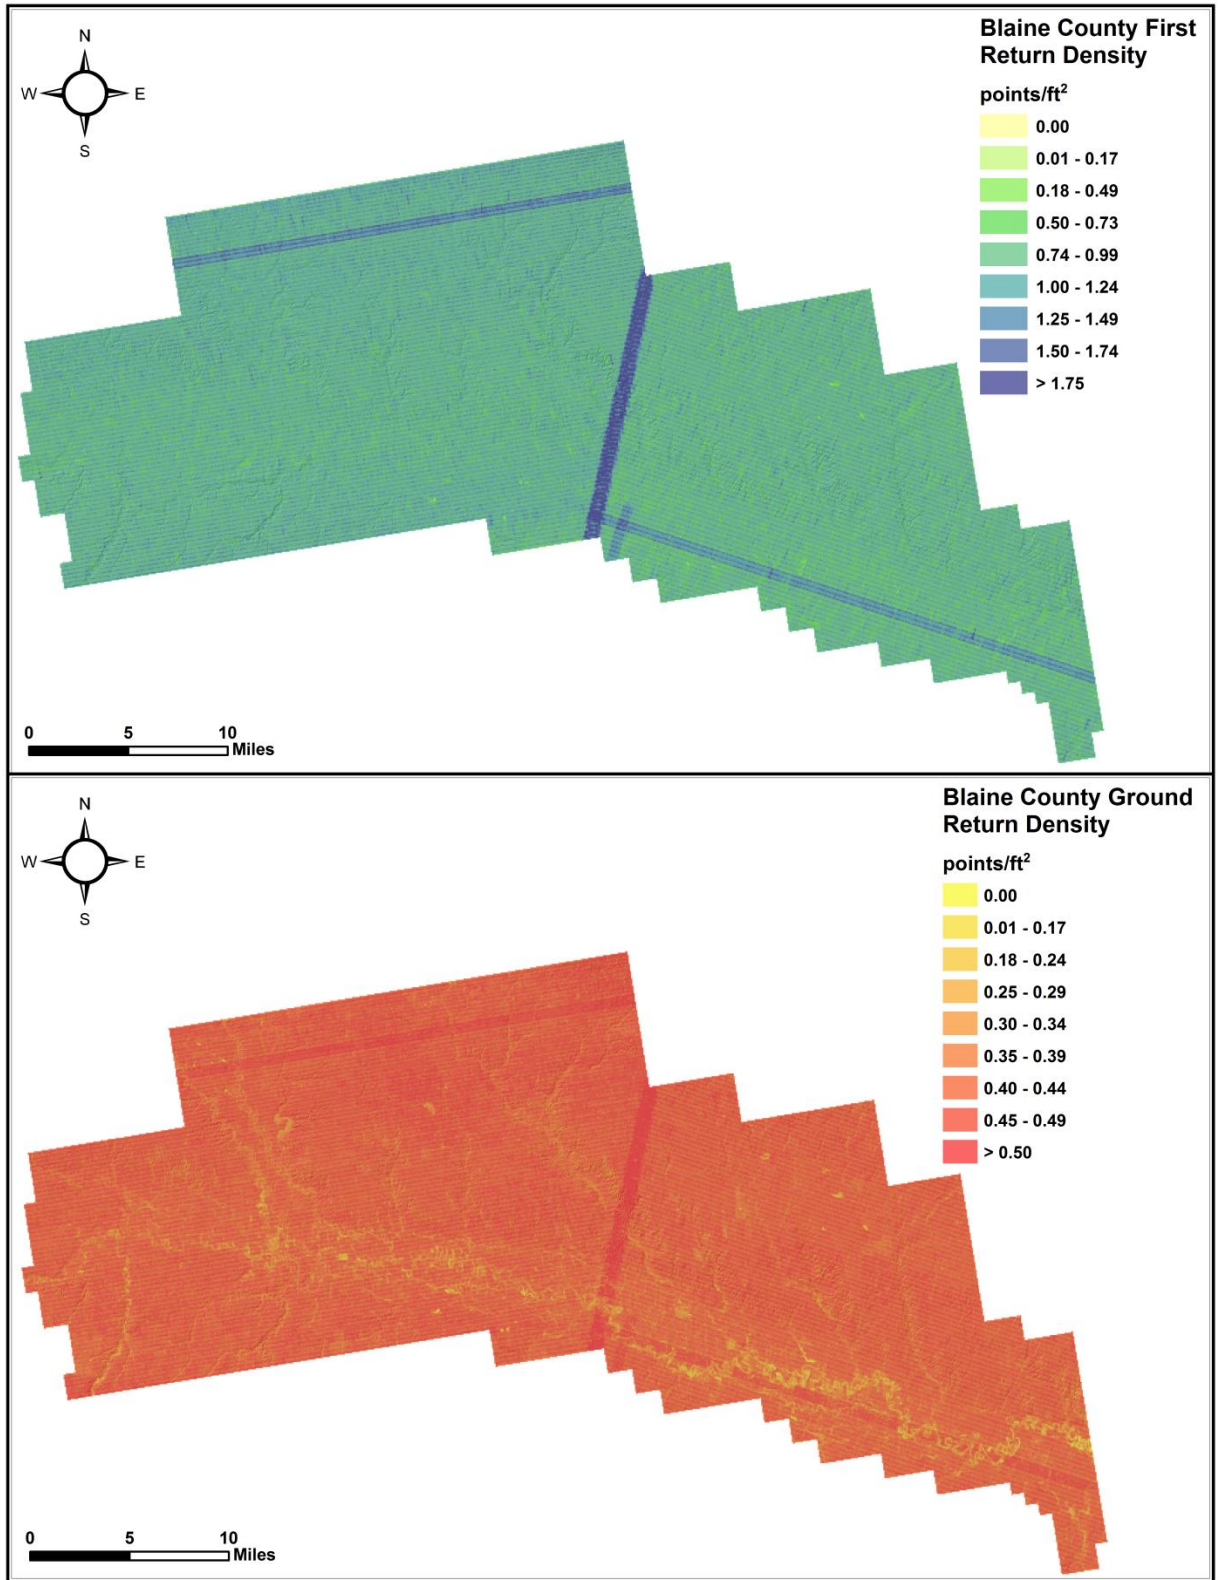 Blaine County First
Return Density
points/ft²
0.00
0.01 - 0.17
0.18 - 0.49
0.50 - 0.73
0.74 - 0.99
1.00 - 1.24
1.25 - 1.49
1.50 - 1.74
> 1.75
N
W E
S
0 5 10
Miles
Blaine County Ground
Return Density
points/ft²
0.00
0.01 - 0.17
0.18 - 0.24
0.25 - 0.29
0.30 - 0.34
0.35 - 0.39
0.40 - 0.44
0.45 - 0.49
> 0.50
N
W E
S
0 5 10
Miles